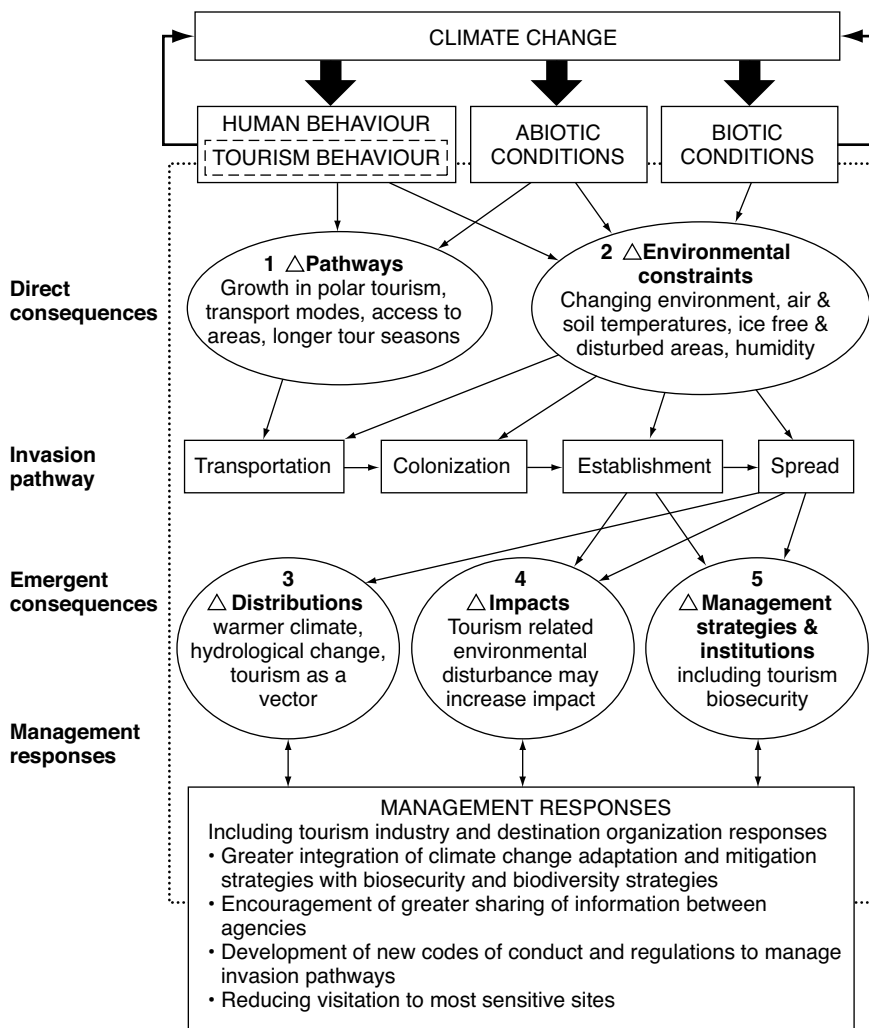 CLIMATE CHANGE
HUMAN BEHAVIOUR
TOURISM BEHAVIOUR
ABIOTIC
CONDITIONS
BIOTIC
CONDITIONS
Direct
consequences
1 △Pathways
Growth in polar tourism,
transport modes, access to
areas, longer tour seasons
2 △Environmental
constraints
Changing environment, air &
soil temperatures, ice free &
disturbed areas, humidity
Invasion
pathway
Transportation
Colonization
Establishment
Spread
Emergent
consequences
3
△ Distributions
warmer climate,
hydrological change,
tourism as a
vector
4
△ Impacts
Tourism related
environmental
disturbance may
increase impact
5
△ Management
strategies &
institutions
including tourism
biosecurity
Management
responses
MANAGEMENT RESPONSES
Including tourism industry and destination organization responses
• Greater integration of climate change adaptation and mitigation
strategies with biosecurity and biodiversity strategies
• Encouragement of greater sharing of information between
agencies
• Development of new codes of conduct and regulations to manage
invasion pathways
• Reducing visitation to most sensitive sites